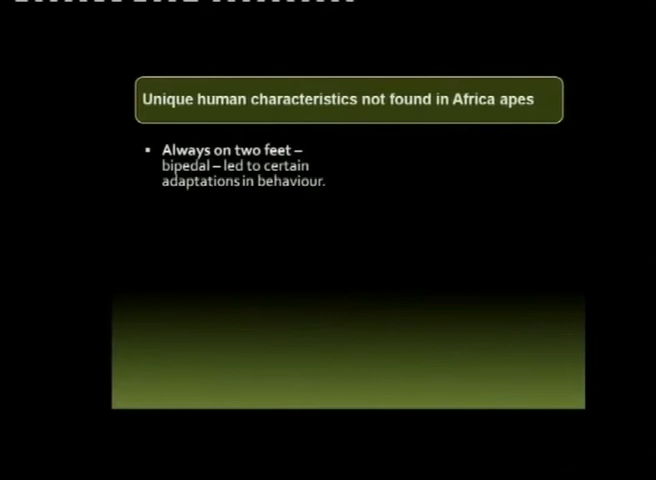 Unique human characteristics not found in Africa apes
▪ Always on two feet –
bipedal – led to certain
adaptations in behaviour.